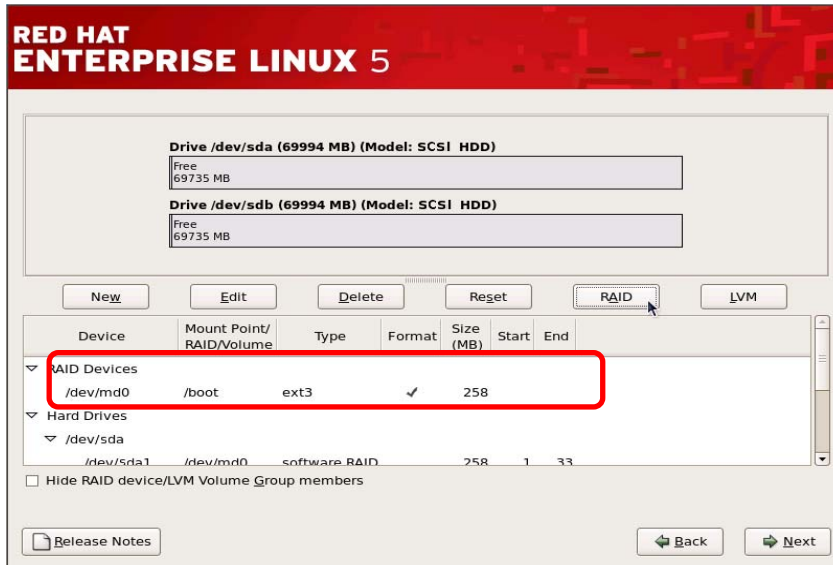 RED HAT
ENTERPRISE LINUX 5
Drive /dev/sda (69994 MB) (Model: SCSI HDD)
Free
69735 MB
Drive /dev/sdb (69994 MB) (Model: SCSI HDD)
Free
69735 MB
New Edit Delete Reset RAID LVM
Device Mount Point/ RAID/Volume Type Format Size (MB) Start End
RAID Devices
/dev/md0 /boot ext3 ✓ 258
Hard Drives
/dev/sda
/dev/sda1 /dev/md0 software RAID 258 1 33
Hide RAID device/LVM Volume Group members
Release Notes Back Next